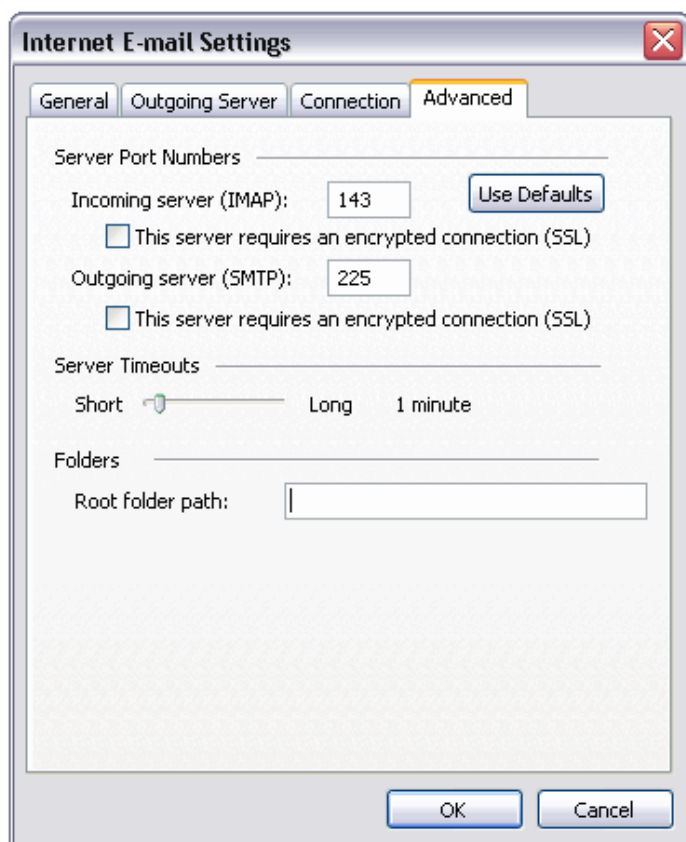 Internet E-mail Settings
General Outgoing Server Connection Advanced
Server Port Numbers
Incoming server (IMAP): 143 Use Defaults
This server requires an encrypted connection (SSL)
Outgoing server (SMTP): 225
This server requires an encrypted connection (SSL)
Server Timeouts
Short Long 1 minute
Folders
Root folder path:
OK Cancel